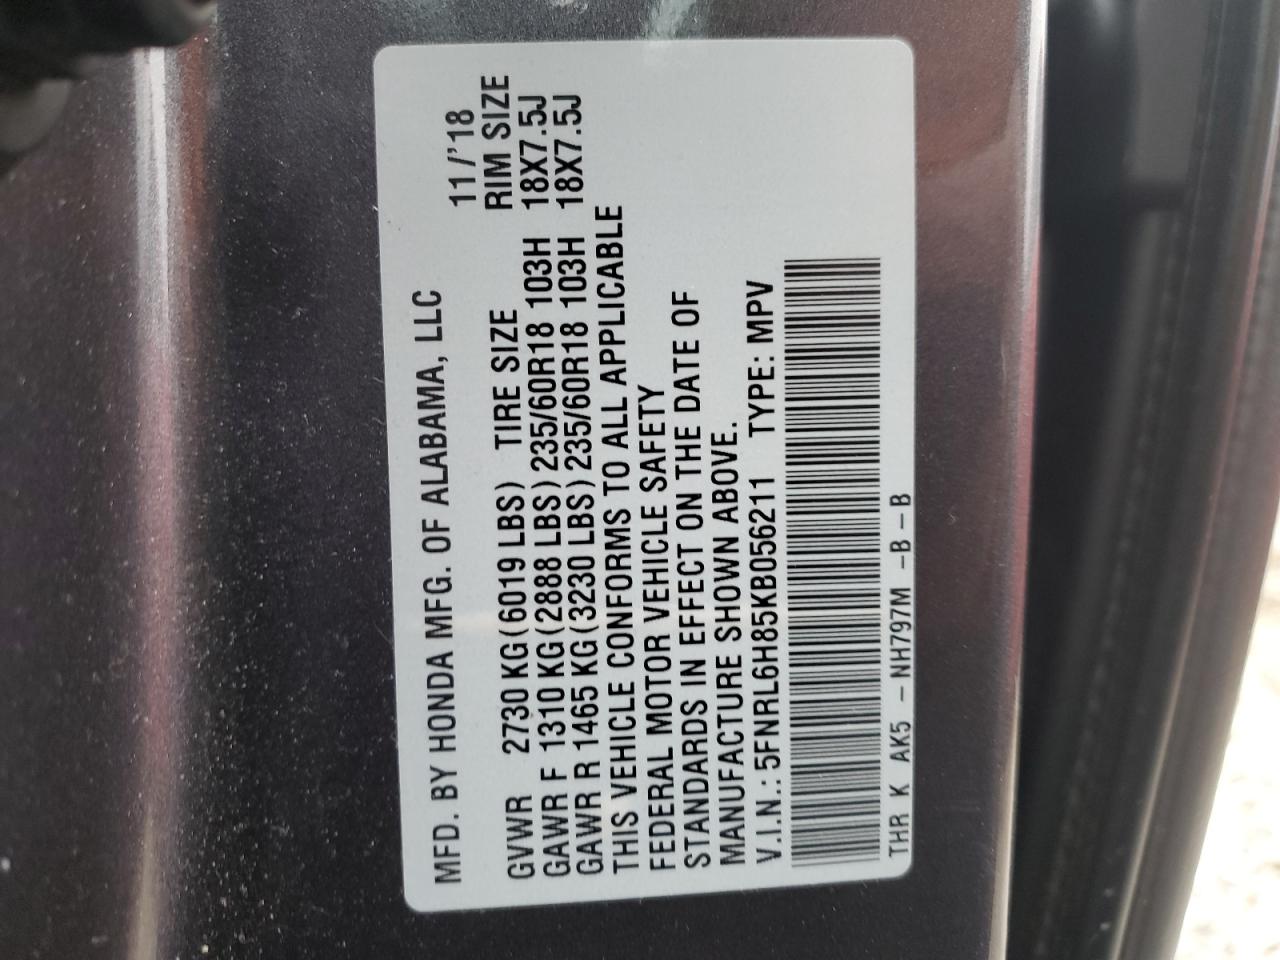 MFD. BY HONDA MFG. OF ALABAMA, LLC
11/'18
GVWR 2730 KG(6019 LBS) TIRE SIZE RIM SIZE
GAWR F 1310 KG(2888 LBS) 235/60R18 103H 18X7.5J
GAWR R 1465 KG(3230 LBS) 235/60R18 103H 18X7.5J
THIS VEHICLE CONFORMS TO ALL APPLICABLE
FEDERAL MOTOR VEHICLE SAFETY
STANDARDS IN EFFECT ON THE DATE OF
MANUFACTURE SHOWN ABOVE.
V.I.N.: 5FNRL6H85KB056211 TYPE: MPV
THR K AK5 - NH797M -B-B